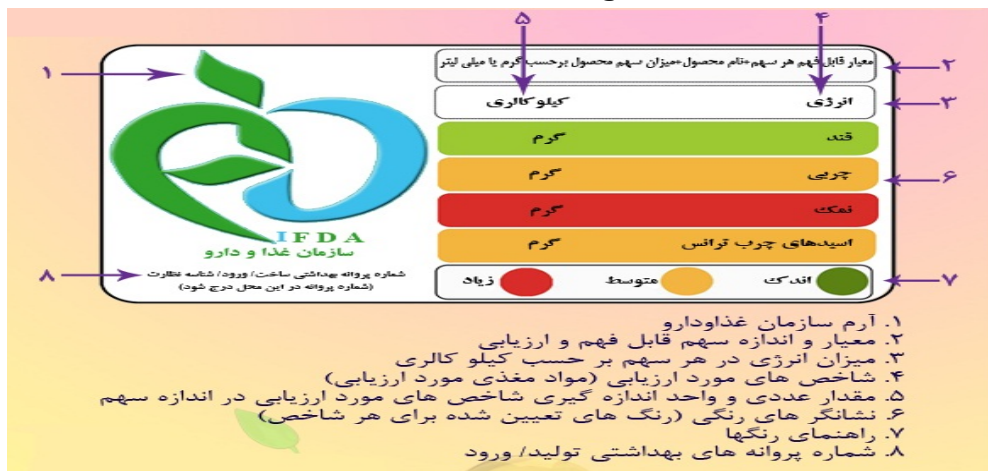 ۵ ۴
۱
معیار قابل فهم هر سهم+نام محصول+میزان سهم محصول برحسب گرم یا میلی لیتر
۲
انرژی کیلو کالری
۳
قند گرم
چربی گرم
۶
نمک گرم
IFDA
سازمان غذا و دارو
اسیدهای چرب ترانس گرم
۸
شماره پروانه بهداشتی ساخت/ ورود/ شناسه نظارت
(شماره پروانه در این محل درج شود)
اندک متوسط زیاد
۷
۱. آرم سازمان غذاودارو
۲. معیار و اندازه سهم قابل فهم و ارزیابی
۳. میزان انرژی در هر سهم بر حسب کیلو کالری
۴. شاخص های مورد ارزیابی (مواد مغذی مورد ارزیابی)
۵. مقدار عددی و واحد اندازه گیری شاخص های مورد ارزیابی در اندازه سهم
۶. نشانگر های رنگی (رنگ های تعیین شده برای هر شاخص)
۷. راهنمای رنگها
۸. شماره پروانه های بهداشتی تولید/ ورود